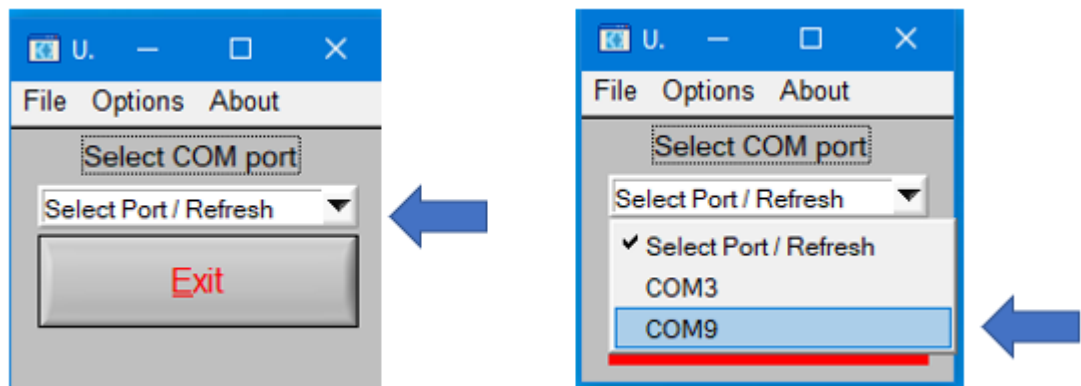 U.
File Options About
Select COM port
Select Port / Refresh
Exit
U.
File Options About
Select COM port
Select Port / Refresh
Select Port / Refresh
COM3
COM9